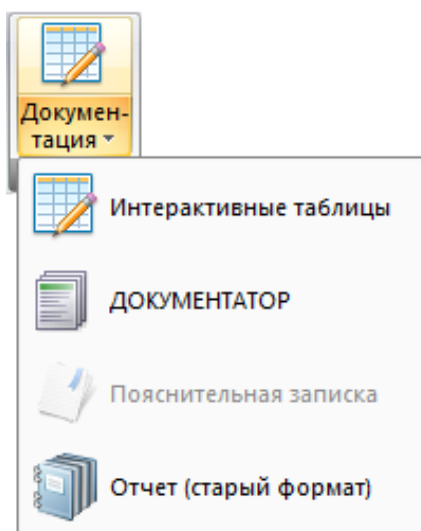 Докумен-
тация
Интерактивные таблицы
ДОКУМЕНТАТОР
Пояснительная записка
Отчет (старый формат)